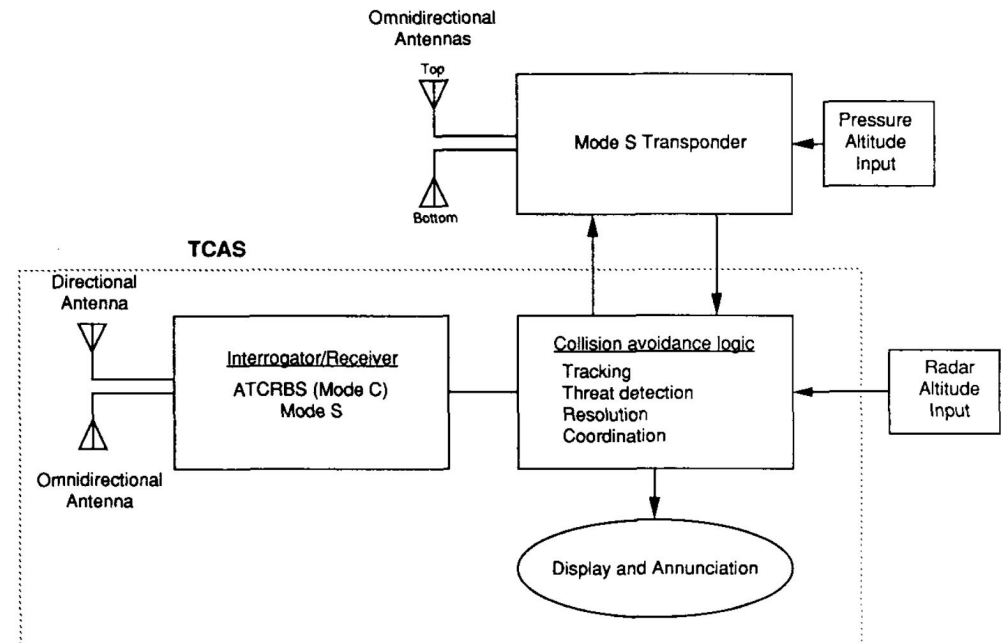 Omnidirectional
Antennas
Top
Bottom
Mode S Transponder
Pressure
Altitude
Input
TCAS
Directional
Antenna
Omnidirectional
Antenna
Interrogator/Receiver
ATCRBS (Mode C)
Mode S
Collision avoidance logic
Tracking
Threat detection
Resolution
Coordination
Radar
Altitude
Input
Display and Annunciation